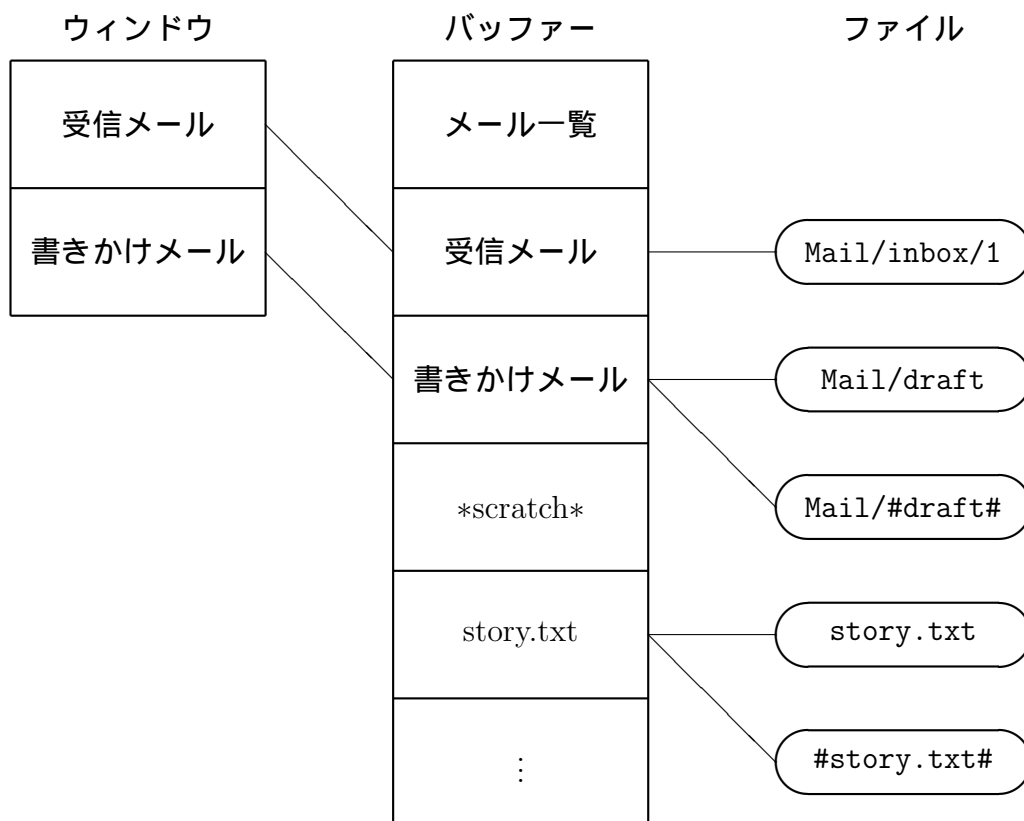 ウィンドウ
バッファー
ファイル
受信メール
メール一覧
書きかけメール
受信メール
Mail/inbox/1
書きかけメール
Mail/draft
*scratch*
Mail/#draft#
story.txt
story.txt
⋮
#story.txt#